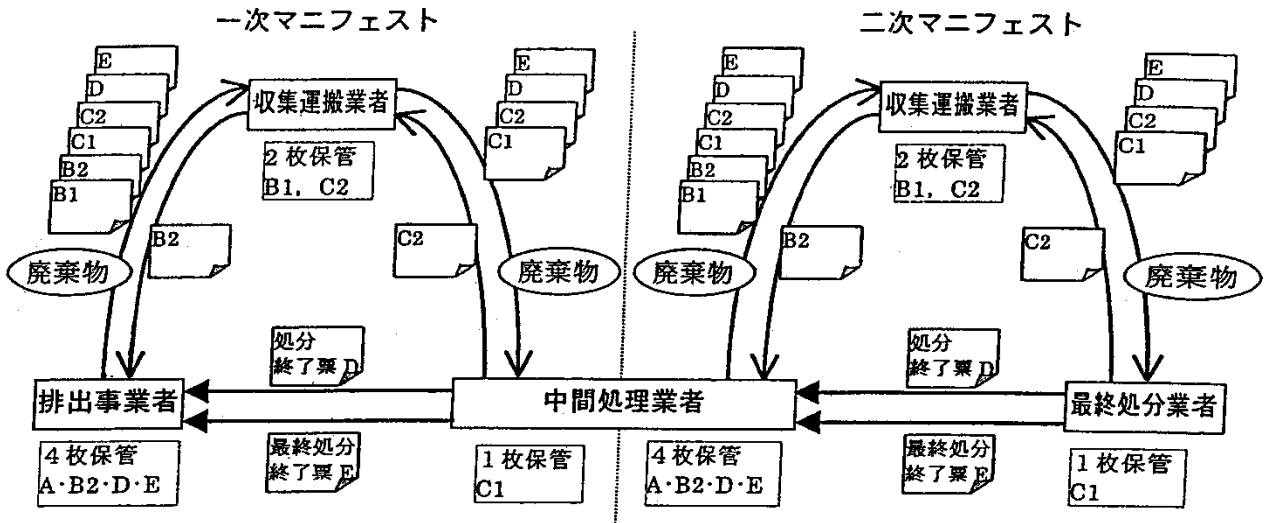 一次マニフェスト
E
D
C2
C1
B2
B1
収集運搬業者
2枚保管
B1, C2
E
D
C2
C1
B2
C2
廃棄物
廃棄物
処分
終了票 D
排出事業者
最終処分
終了票 E
4枚保管
A・B2・D・E
中間処理業者
1枚保管
C1
二次マニフェスト
E
D
C2
C1
B2
B1
収集運搬業者
2枚保管
B1, C2
E
D
C2
C1
B2
C2
廃棄物
廃棄物
処分
終了票 D
最終処分業者
最終処分
終了票 E
4枚保管
A・B2・D・E
1枚保管
C1